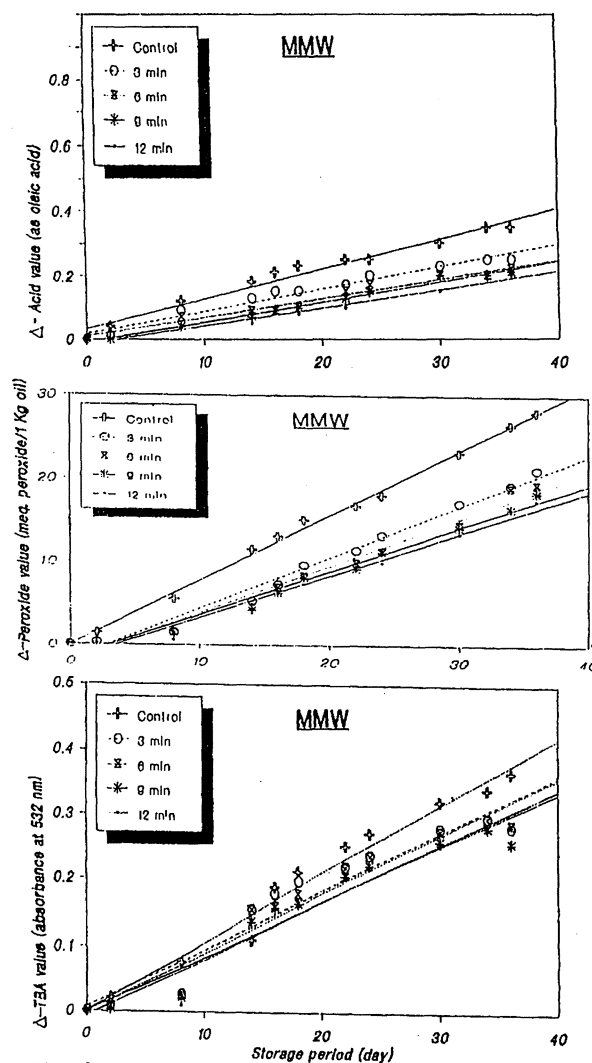 MMW
Control
3 min
6 min
9 min
12 min
Δ - Acid value (as oleic acid)
1
0.8
0.6
0.4
0.2
0
0 10 20 30 40
MMW
Control
3 min
6 min
9 min
12 min
Δ-Peroxide value (meq. peroxide/1 Kg oil)
30
20
10
0
0 10 20 30 40
MMW
Control
3 min
6 min
9 min
12 min
Δ-TBA value (absorbance at 532 nm)
0.6
0.4
0.3
0.2
0.1
0
0 10 20 30 40
Storage period (day)